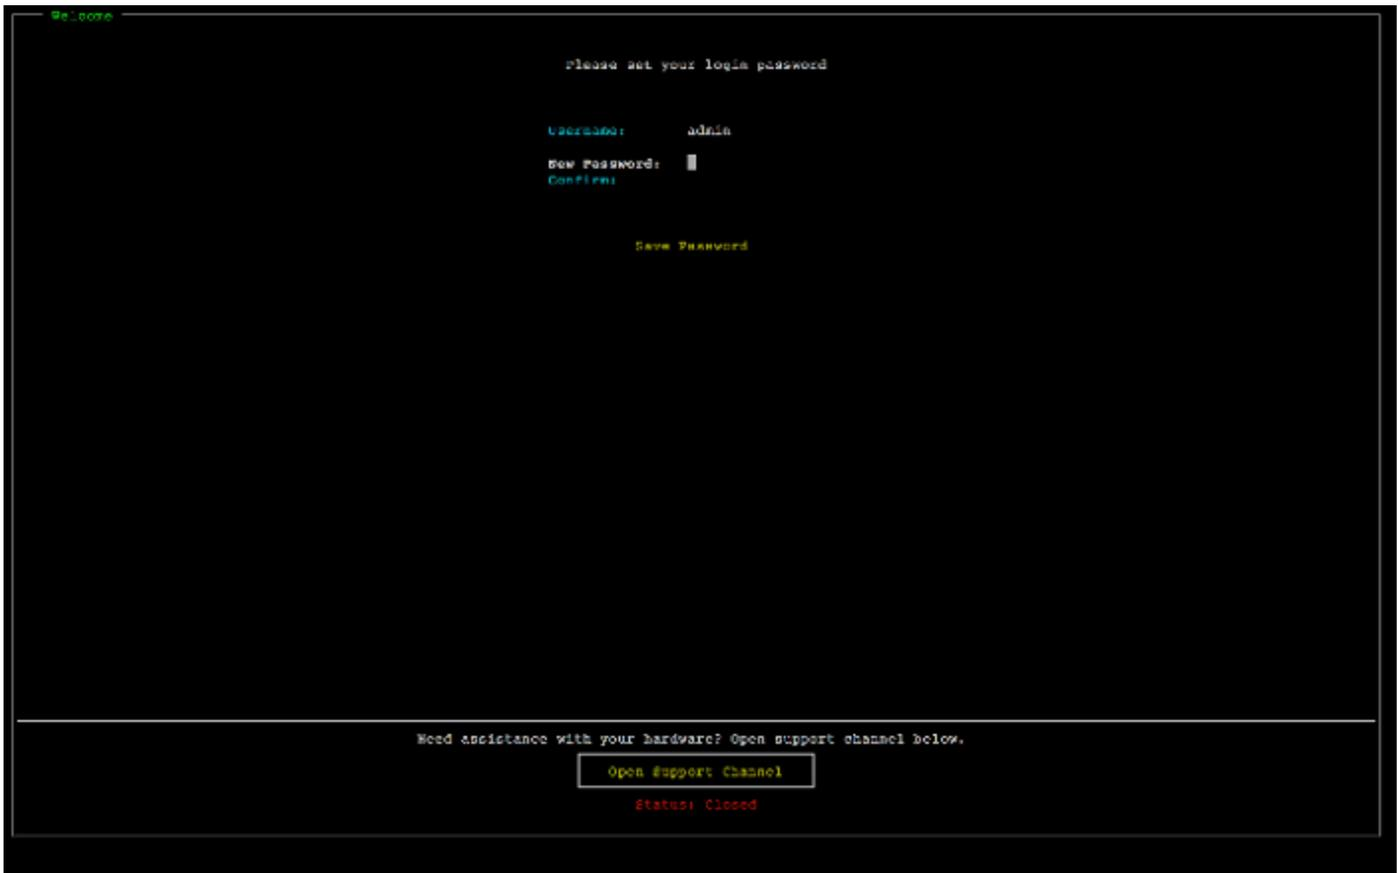 Welcome
Please set your login password
Username: admin
New Password:
Confirm:
Save Password
Need assistance with your hardware? Open support channel below.
Open Support Channel
Status: Closed